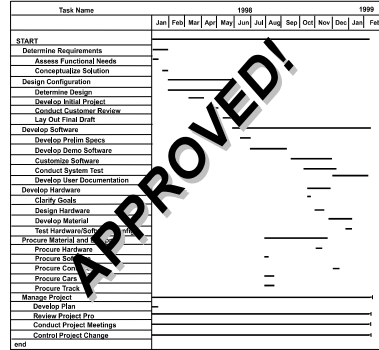 Task Name 1998 1999
Jan Feb Mar Apr May Jun Jul Aug Sep Oct Nov Dec Jan Feb
START
Determine Requirements
Assess Functional Needs
Conceptualize Solution
Design Configuration
Determine Design
Develop Initial Project
Conduct Customer Review
Lay Out Final Draft
Develop Software
Develop Prelim Specs
Develop Demo Software
Customize Software
Conduct System Test
Develop User Documentation
Develop Hardware
Clarify Goals
Design Hardware
Develop Material
Test Hardware/Software
Procure Material and
Procure Hardware
Procure
Procure
Procure Cars
Procure Track
Manage Project
Develop Plan
Review Project Pro
Conduct Project Meetings
Control Project Change
end
APPROVED!